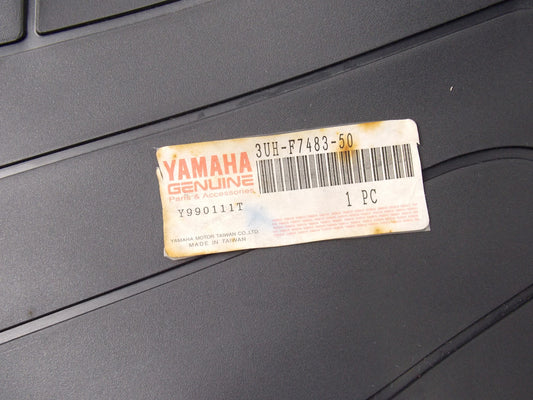 3UH-F7483-50
YAMAHA
GENUINE
Parts & Accessories
Y990111T
1 PC
YAMAHA MOTOR TAIWAN CO.,LTD
MADE IN TAIWAN